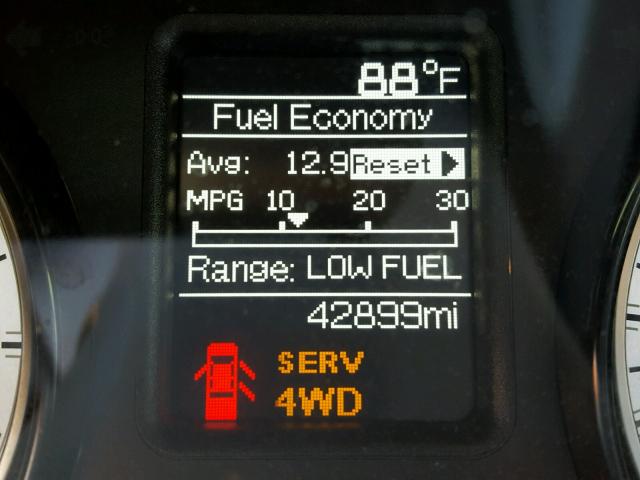 88°F
Fuel Economy
Avg: 12.9 Reset
MPG 10 20 30
Range: LOW FUEL
42899mi
SERV
4WD